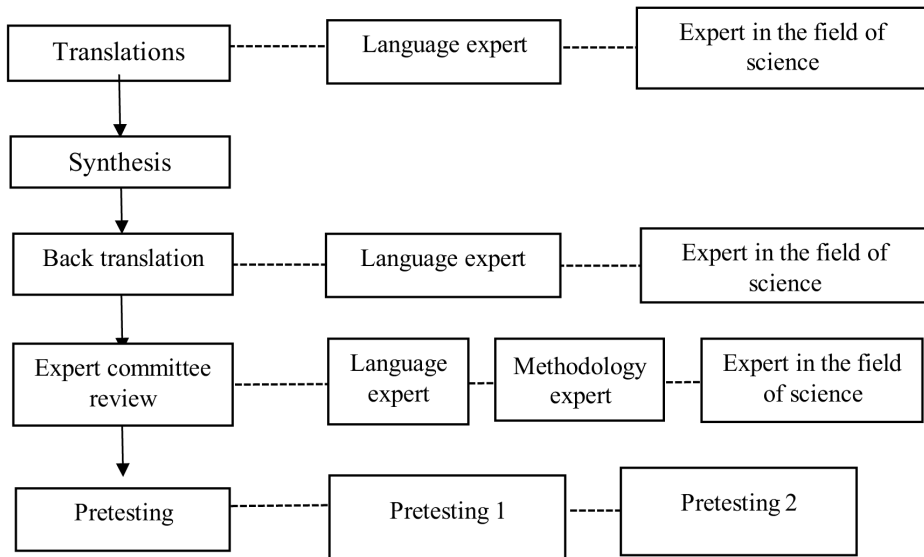 Translations
Language expert
Expert in the field of
science
Synthesis
Back translation
Language expert
Expert in the field of
science
Expert committee
review
Language
expert
Methodology
expert
Expert in the field
of science
Pretesting
Pretesting 1
Pretesting 2